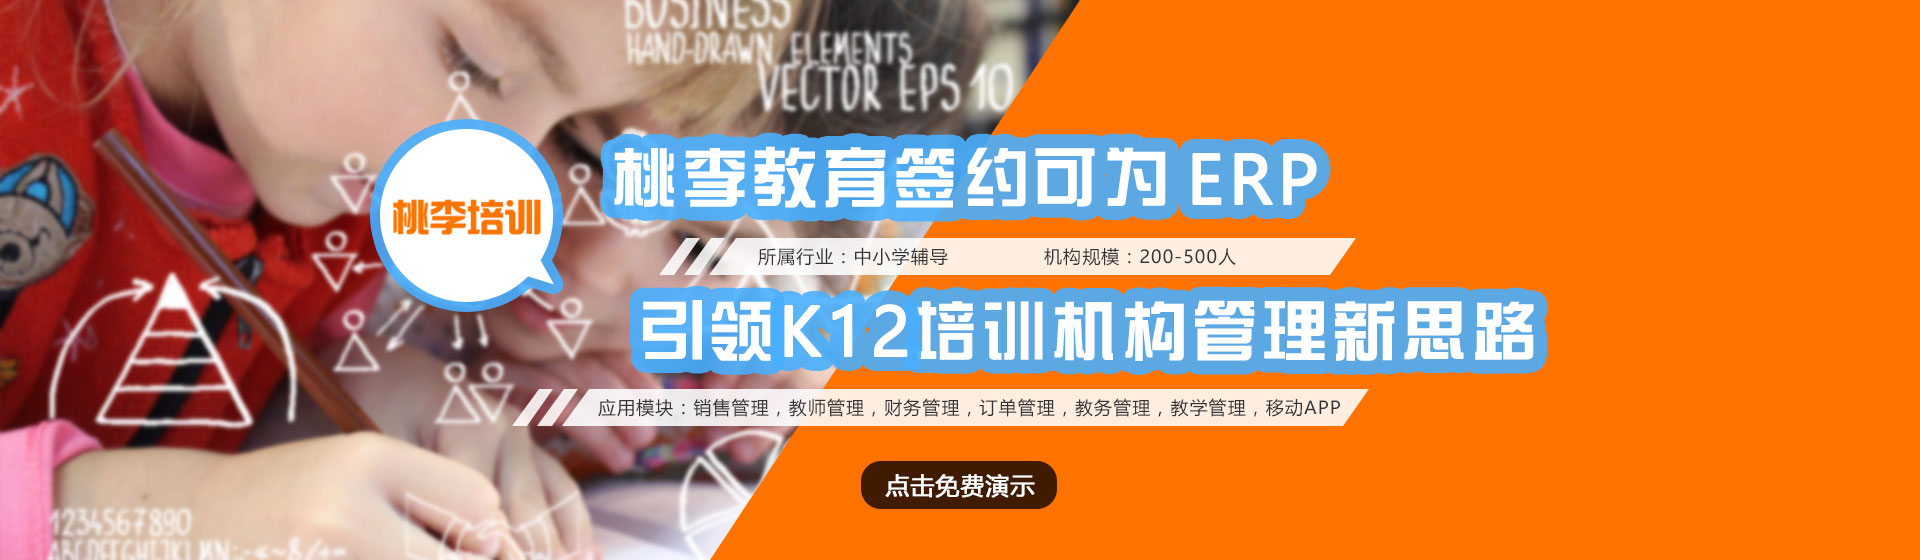 BUSINESS
HAND-DRAWN ELEMENTS
VECTOR EPS 10
桃李培训
桃李教育签约可为ERP
所属行业：中小学辅导 机构规模：200-500人
引领K12培训机构管理新思路
应用模块：销售管理，教师管理，财务管理，订单管理，教务管理，教学管理，移动APP
点击免费演示
1234567890
ABCDEFGHIJKLMN:-«~8/+=